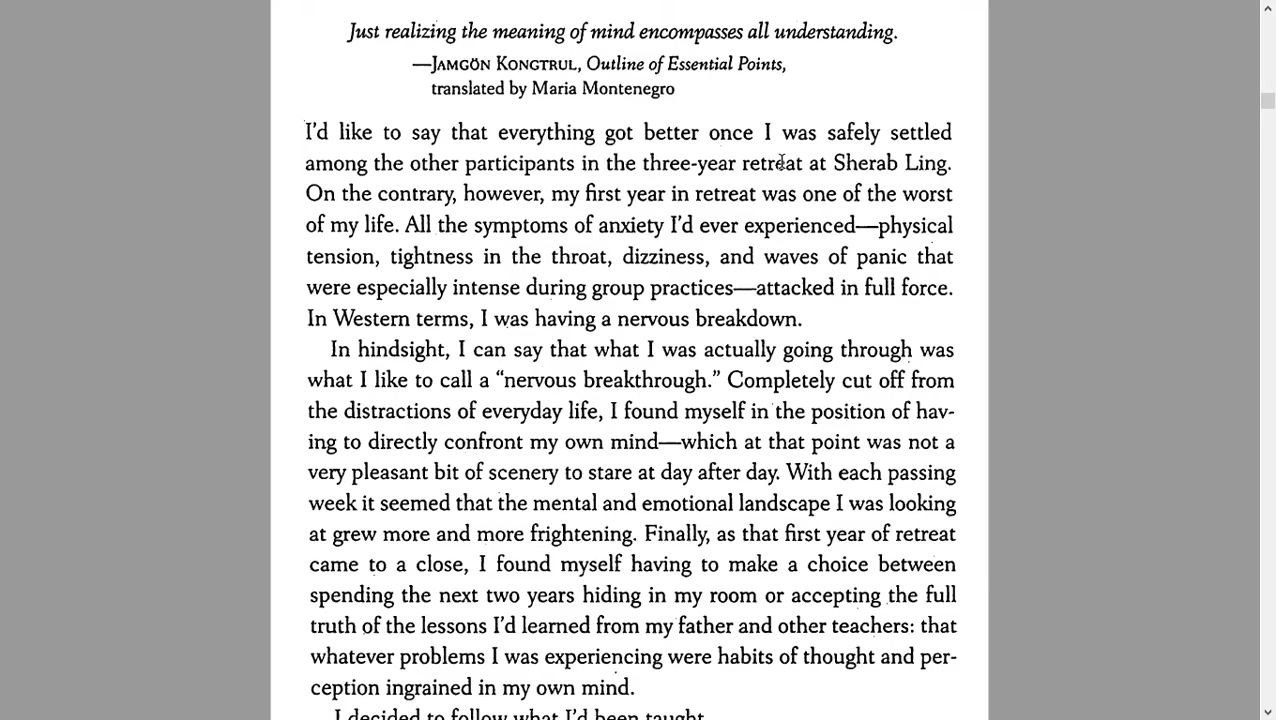 Just realizing the meaning of mind encompasses all understanding.
—JAMGÖN KONGTRUL, Outline of Essential Points,
translated by Maria Montenegro
I'd like to say that everything got better once I was safely settled
among the other participants in the three-year retreat at Sherab Ling.
On the contrary, however, my first year in retreat was one of the worst
of my life. All the symptoms of anxiety I'd ever experienced—physical
tension, tightness in the throat, dizziness, and waves of panic that
were especially intense during group practices—attacked in full force.
In Western terms, I was having a nervous breakdown.
In hindsight, I can say that what I was actually going through was
what I like to call a “nervous breakthrough.” Completely cut off from
the distractions of everyday life, I found myself in the position of hav-
ing to directly confront my own mind—which at that point was not a
very pleasant bit of scenery to stare at day after day. With each passing
week it seemed that the mental and emotional landscape I was looking
at grew more and more frightening. Finally, as that first year of retreat
came to a close, I found myself having to make a choice between
spending the next two years hiding in my room or accepting the full
truth of the lessons I'd learned from my father and other teachers: that
whatever problems I was experiencing were habits of thought and per-
ception ingrained in my own mind.
I decided to follow what I'd been taught.